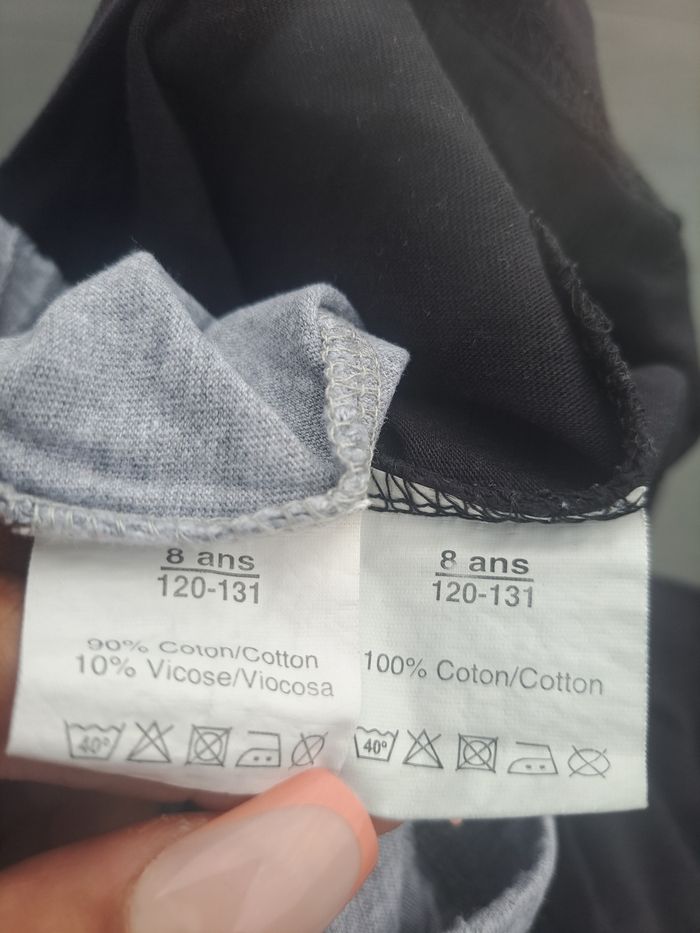 8 ans
120-131
90% Coton/Cotton
10% Vicose/Viocosa
40°
8 ans
120-131
100% Coton/Cotton
40°